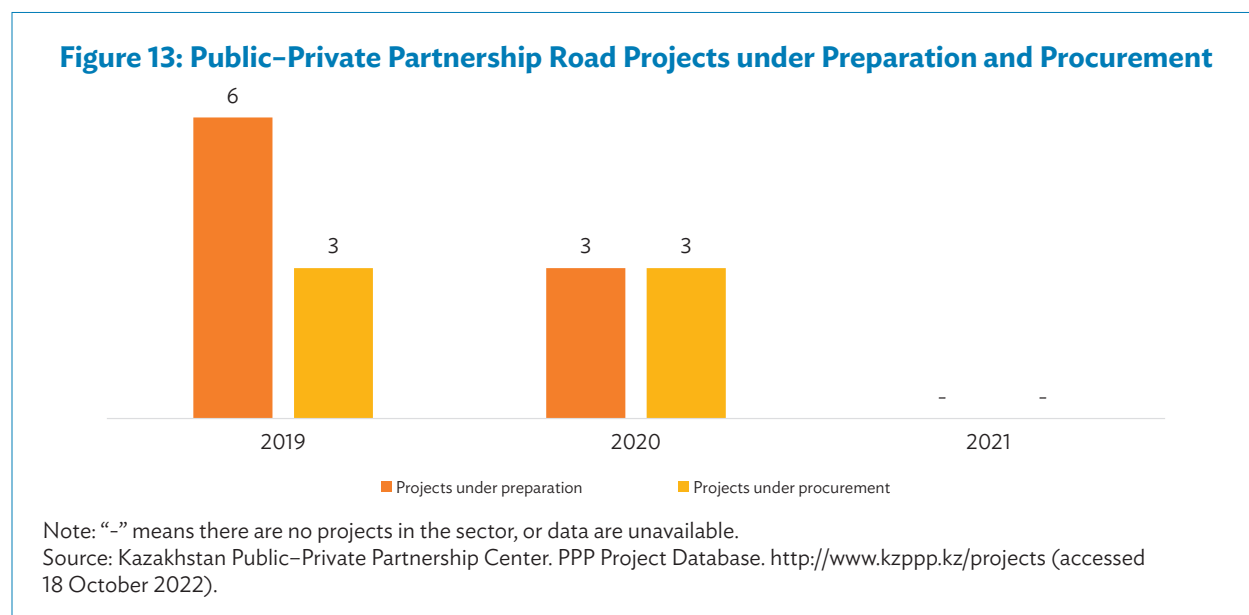 Figure 13: Public–Private Partnership Road Projects under Preparation and Procurement
6
3
3
3
-
-
2019
2020
2021
Projects under preparation
Projects under procurement
Note: “-” means there are no projects in the sector, or data are unavailable.
Source: Kazakhstan Public–Private Partnership Center. PPP Project Database. http://www.kzppp.kz/projects (accessed
18 October 2022).